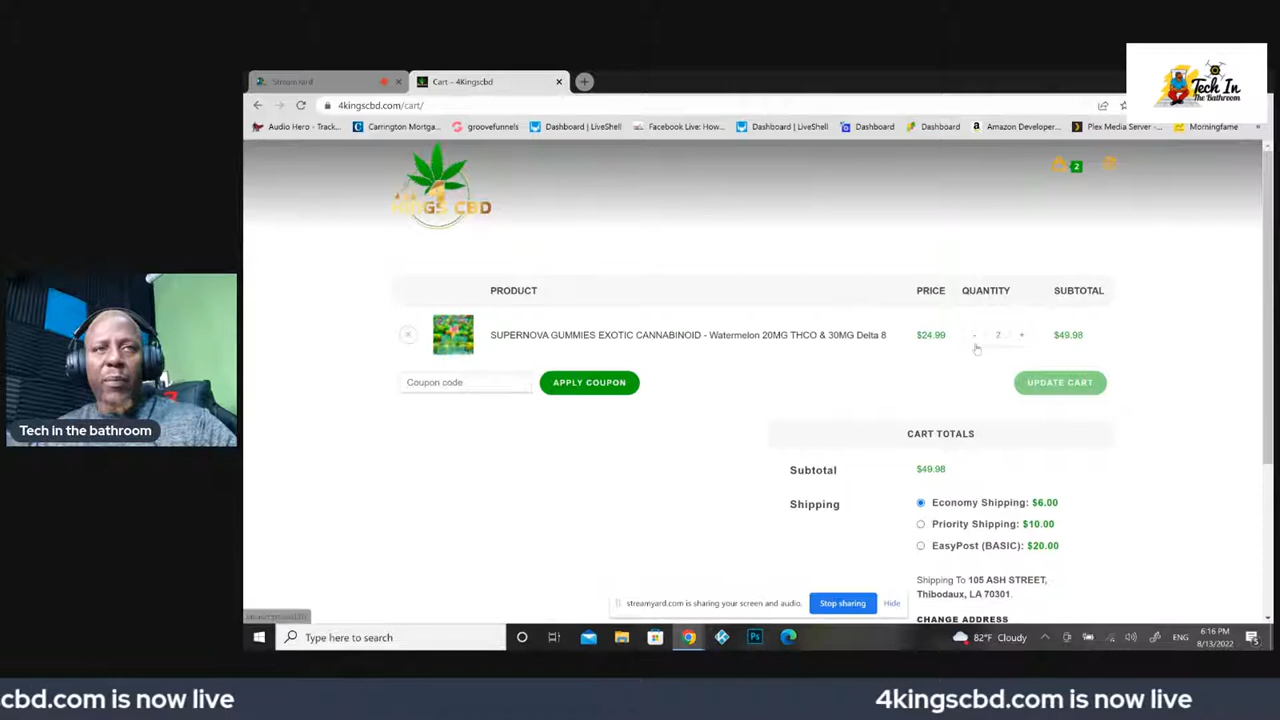 Tech In
The Bathroom
StreamYard
Cart – 4Kingscbd
4kingscbd.com/cart/
Audio Hero - Track...
Carrington Mortga...
groovefunnels
Dashboard | LiveShell
Facebook Live: How...
Dashboard | LiveShell
Dashboard
Dashboard
Amazon Developer...
Plex Media Server -...
Morningfame
»
2
KINGS CBD
PRODUCT PRICE QUANTITY SUBTOTAL
× SUPERNOVA GUMMIES EXOTIC CANNABINOID - Watermelon 20MG THCO & 30MG Delta 8 $24.99 - 2 + $49.98
Coupon code APPLY COUPON UPDATE CART
CART TOTALS
Subtotal $49.98
Shipping Economy Shipping: $6.00
Priority Shipping: $10.00
EasyPost (BASIC): $20.00
Shipping To 105 ASH STREET,
Thibodaux, LA 70301.
CHANGE ADDRESS
streamyard.com is sharing your screen and audio. Stop sharing Hide
Tech in the bathroom
Type here to search
Ps
82°F Cloudy
ENG
6:16 PM
8/13/2022
5
scbd.com is now live 4kingscbd.com is now live